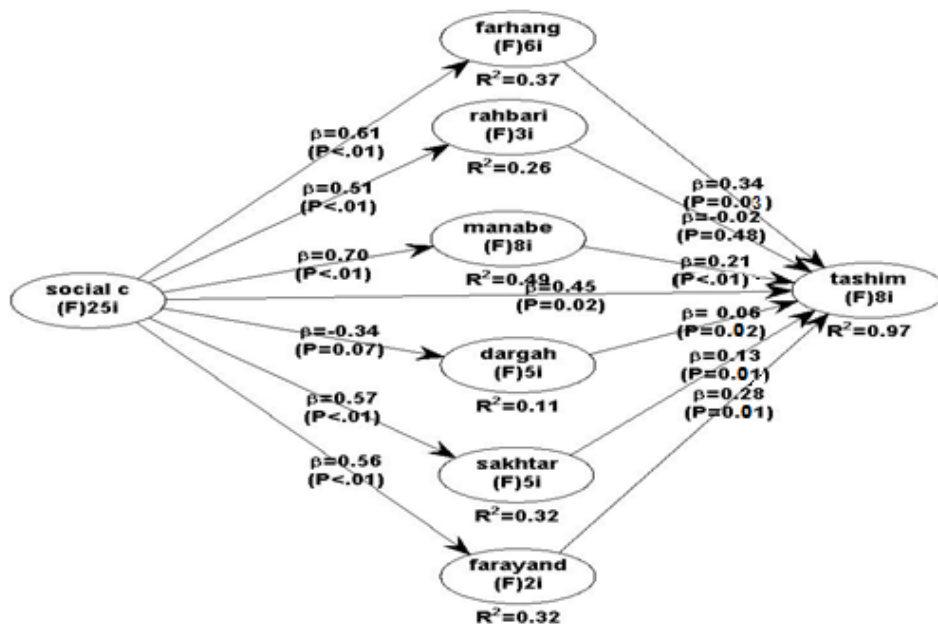 farhang
(F)6i
R²=0.37
rahbari
(F)3i
R²=0.26
manabe
(F)8i
R²=0.49
social c
(F)25i
dargah
(F)5i
R²=0.11
sakhtar
(F)5i
R²=0.32
farayand
(F)2i
R²=0.32
tashim
(F)8i
R²=0.97
β=0.61
(P<.01)
β=0.51
(P<.01)
β=0.70
(P<.01)
β=0.45
(P=0.02)
β=-0.34
(P=0.07)
β=0.57
(P<.01)
β=0.56
(P<.01)
β=0.34
(P=0.03)
β=-0.02
(P=0.48)
β=0.21
(P<.01)
β= 0.06
(P=0.02)
β=0.13
(P=0.01)
β=0.28
(P=0.01)